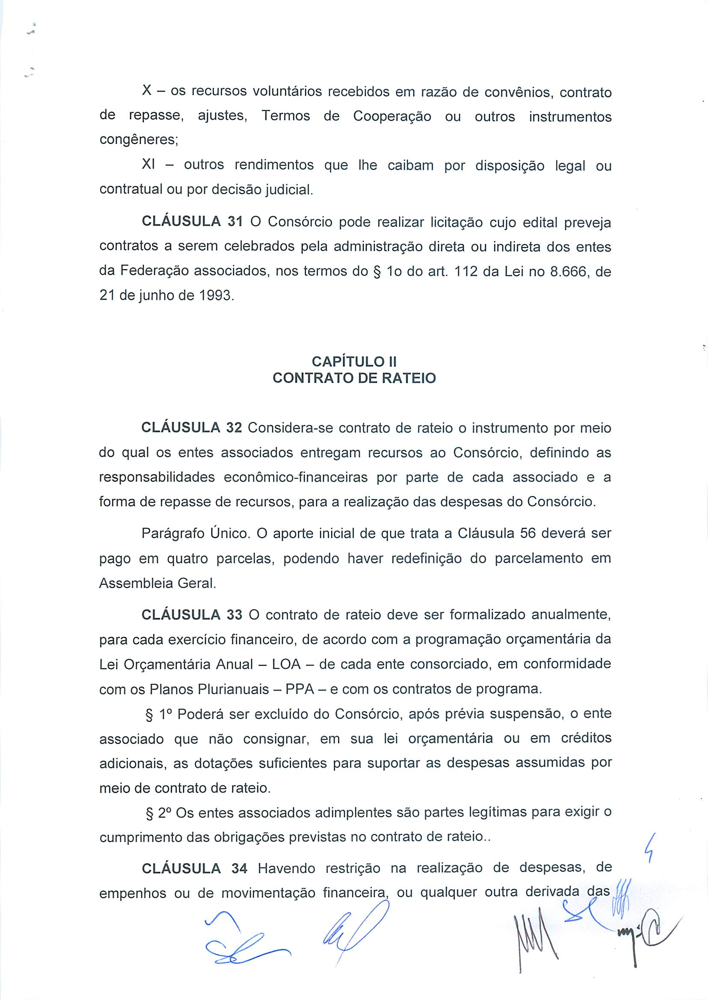 X – os recursos voluntários recebidos em razão de convênios, contrato
de repasse, ajustes, Termos de Cooperação ou outros instrumentos
congêneres;
XI – outros rendimentos que lhe caibam por disposição legal ou
contratual ou por decisão judicial.
CLÁUSULA 31 O Consórcio pode realizar licitação cujo edital preveja
contratos a serem celebrados pela administração direta ou indireta dos entes
da Federação associados, nos termos do § 1o do art. 112 da Lei no 8.666, de
21 de junho de 1993.
CAPÍTULO II
CONTRATO DE RATEIO
CLÁUSULA 32 Considera-se contrato de rateio o instrumento por meio
do qual os entes associados entregam recursos ao Consórcio, definindo as
responsabilidades econômico-financeiras por parte de cada associado e a
forma de repasse de recursos, para a realização das despesas do Consórcio.
Parágrafo Único. O aporte inicial de que trata a Cláusula 56 deverá ser
pago em quatro parcelas, podendo haver redefinição do parcelamento em
Assembleia Geral.
CLÁUSULA 33 O contrato de rateio deve ser formalizado anualmente,
para cada exercício financeiro, de acordo com a programação orçamentária da
Lei Orçamentária Anual – LOA – de cada ente consorciado, em conformidade
com os Planos Plurianuais – PPA – e com os contratos de programa.
§ 1º Poderá ser excluído do Consórcio, após prévia suspensão, o ente
associado que não consignar, em sua lei orçamentária ou em créditos
adicionais, as dotações suficientes para suportar as despesas assumidas por
meio de contrato de rateio.
§ 2º Os entes associados adimplentes são partes legítimas para exigir o
cumprimento das obrigações previstas no contrato de rateio..
CLÁUSULA 34 Havendo restrição na realização de despesas, de
empenhos ou de movimentação financeira, ou qualquer outra derivada das